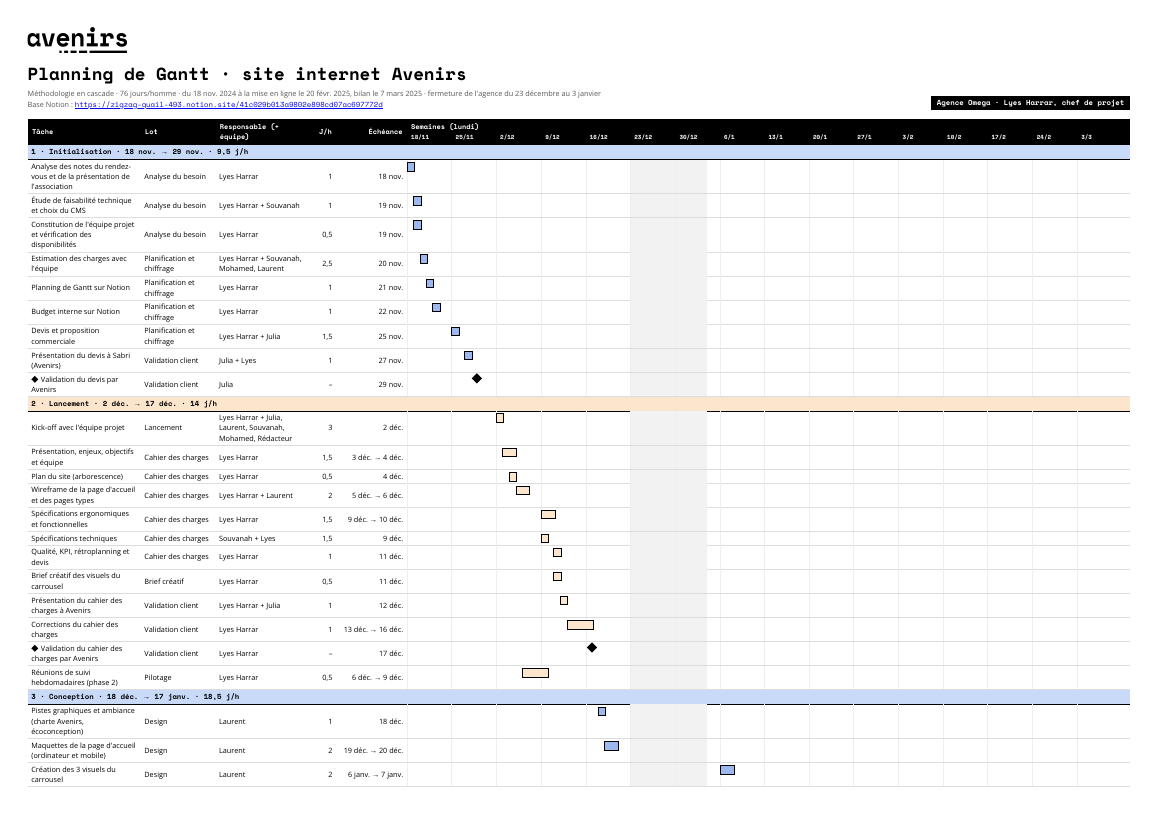 avenirs
Planning de Gantt · site internet Avenirs
Méthodologie en cascade · 76 jours/homme · du 18 nov. 2024 à la mise en ligne le 20 févr. 2025, bilan le 7 mars 2025 · fermeture de l'agence du 23 décembre au 3 janvier
Base Notion : https://zigzag-quail-493.notion.site/41c029b013a9802e898cd07ac697772d
Agence Omega · Lyes Harrar, chef de projet
Tâche Lot Responsable (+ équipe) J/h Échéance Semaines (lundi)
18/11 25/11 2/12 9/12 16/12 23/12 30/12 6/1 13/1 20/1 27/1 3/2 10/2 17/2 24/2 3/3
1 · Initialisation · 18 nov. → 29 nov. · 9,5 j/h
Analyse des notes du rendez-vous et de la présentation de l'association Analyse du besoin Lyes Harrar 1 18 nov.
Étude de faisabilité technique et choix du CMS Analyse du besoin Lyes Harrar + Souvanah 1 19 nov.
Constitution de l'équipe projet et vérification des disponibilités Analyse du besoin Lyes Harrar 0,5 19 nov.
Estimation des charges avec l'équipe Planification et chiffrage Lyes Harrar + Souvanah, Mohamed, Laurent 2,5 20 nov.
Planning de Gantt sur Notion Planification et chiffrage Lyes Harrar 1 21 nov.
Budget interne sur Notion Planification et chiffrage Lyes Harrar 1 22 nov.
Devis et proposition commerciale Planification et chiffrage Lyes Harrar + Julia 1,5 25 nov.
Présentation du devis à Sabri (Avenirs) Validation client Julia + Lyes 1 27 nov.
◆ Validation du devis par Avenirs Validation client Julia – 29 nov.
2 · Lancement · 2 déc. → 17 déc. · 14 j/h
Kick-off avec l'équipe projet Lancement Lyes Harrar + Julia, Laurent, Souvanah, Mohamed, Rédacteur 3 2 déc.
Présentation, enjeux, objectifs et équipe Cahier des charges Lyes Harrar 1,5 3 déc. → 4 déc.
Plan du site (arborescence) Cahier des charges Lyes Harrar 0,5 4 déc.
Wireframe de la page d'accueil et des pages types Cahier des charges Lyes Harrar + Laurent 2 5 déc. → 6 déc.
Spécifications ergonomiques et fonctionnelles Cahier des charges Lyes Harrar 1,5 9 déc. → 10 déc.
Spécifications techniques Cahier des charges Souvanah + Lyes 1,5 9 déc.
Qualité, KPI, rétroplanning et devis Cahier des charges Lyes Harrar 1 11 déc.
Brief créatif des visuels du carrousel Brief créatif Lyes Harrar 0,5 11 déc.
Présentation du cahier des charges à Avenirs Validation client Lyes Harrar + Julia 1 12 déc.
Corrections du cahier des charges Validation client Lyes Harrar 1 13 déc. → 16 déc.
◆ Validation du cahier des charges par Avenirs Validation client Lyes Harrar – 17 déc.
Réunions de suivi hebdomadaires (phase 2) Pilotage Lyes Harrar 0,5 6 déc. → 9 déc.
3 · Conception · 18 déc. → 17 janv. · 18,5 j/h
Pistes graphiques et ambiance (charte Avenirs, écoconception) Design Laurent 1 18 déc.
Maquettes de la page d'accueil (ordinateur et mobile) Design Laurent 2 19 déc. → 20 déc.
Création des 3 visuels du carrousel Design Laurent 2 6 janv. → 7 janv.